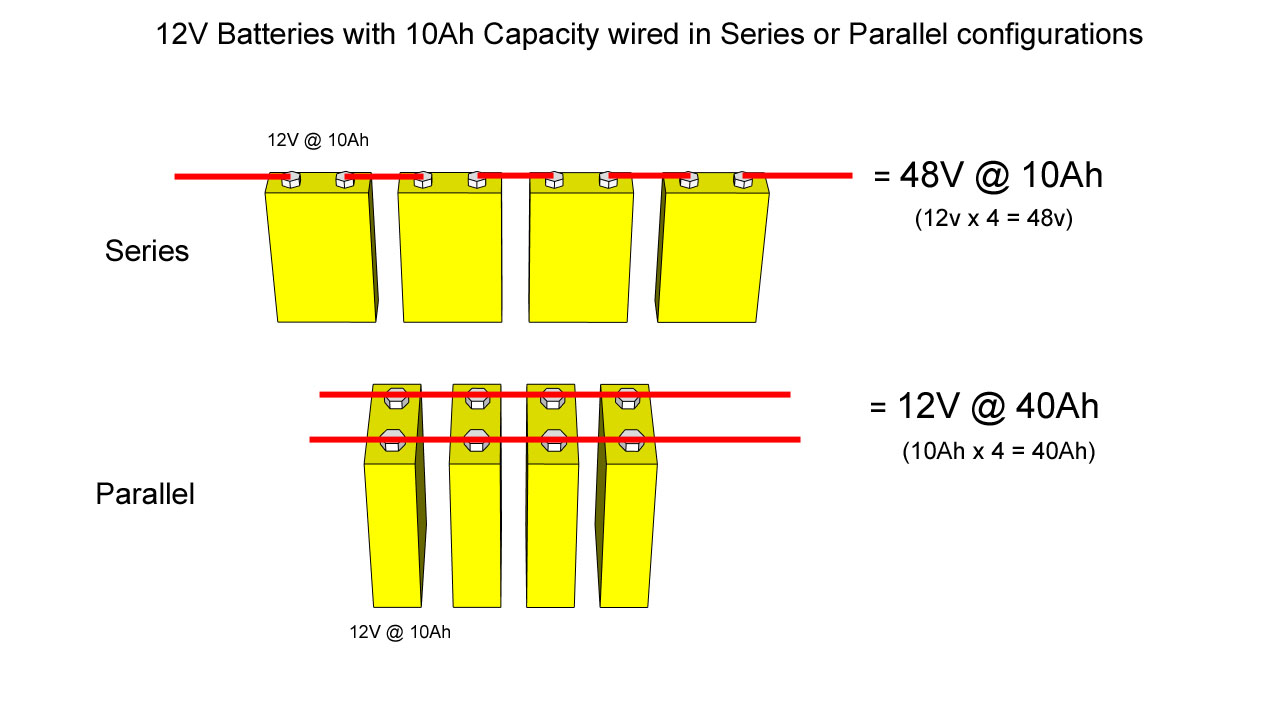 12V Batteries with 10Ah Capacity wired in Series or Parallel configurations
12V @ 10Ah
= 48V @ 10Ah
(12v x 4 = 48v)
Series
= 12V @ 40Ah
(10Ah x 4 = 40Ah)
Parallel
12V @ 10Ah